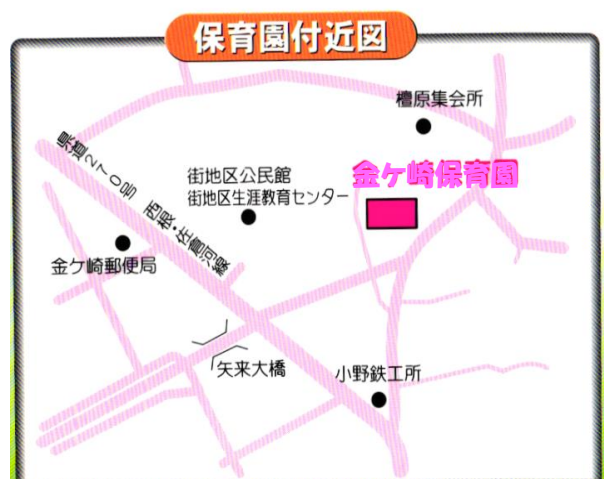 保育園付近図
檀原集会所
県道270号 西根・佐倉河線
街地区公民館
街地区生涯教育センター
金ケ崎保育園
金ケ崎郵便局
矢来大橋
小野鉄工所